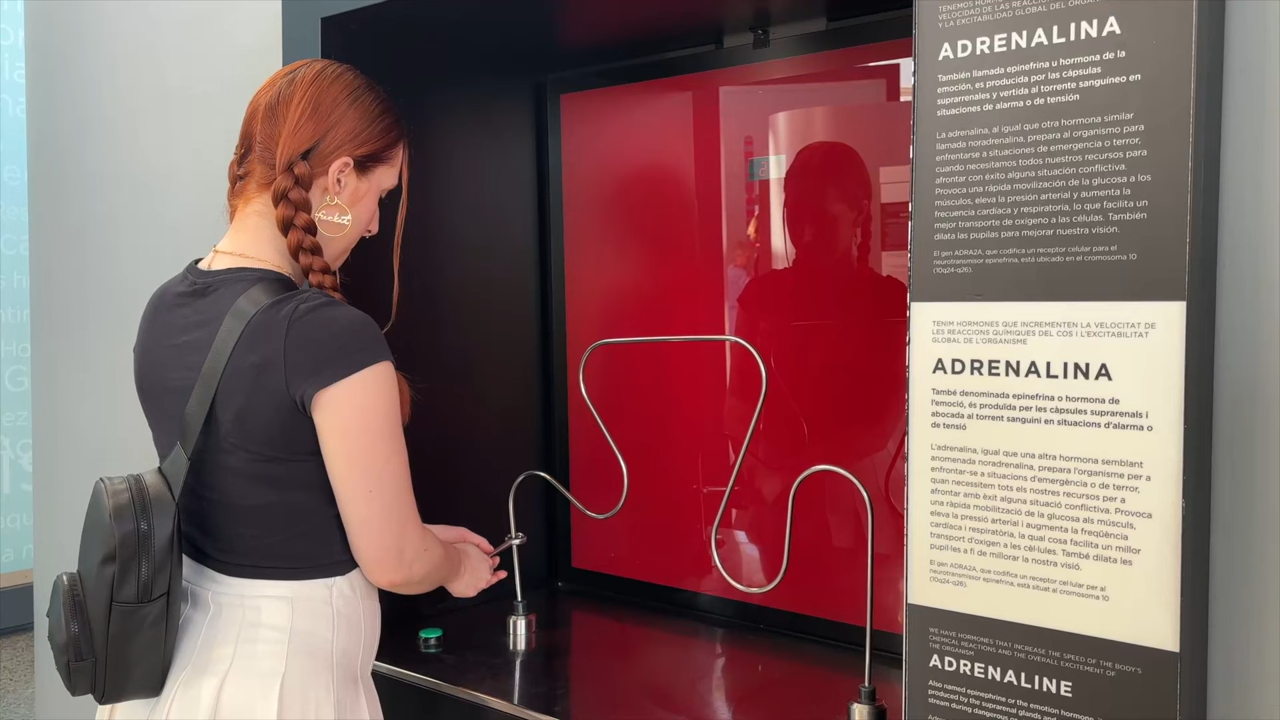 TENEMOS HORMONAS
VELOCIDAD DE LAS REACCIONES
Y LA EXCITABILIDAD GLOBAL DEL ORGANISMO
ADRENALINA
También llamada epinefrina u hormona de la
emoción, es producida por las cápsulas
suprarrenales y vertida al torrente sanguíneo en
situaciones de alarma o de tensión
La adrenalina, al igual que otra hormona similar
llamada noradrenalina, prepara al organismo para
enfrentarse a situaciones de emergencia o terror,
cuando necesitamos todos nuestros recursos para
afrontar con éxito alguna situación conflictiva.
Provoca una rápida movilización de la glucosa a los
músculos, eleva la presión arterial y aumenta la
frecuencia cardíaca y respiratoria, lo que facilita un
mejor transporte de oxígeno a las células. También
dilata las pupilas para mejorar nuestra visión.
El gen ADRA2A, que codifica un receptor celular para el
neurotransmisor epinefrina, está ubicado en el cromosoma 10
(10q24-q26).
TENIM HORMONES QUE INCREMENTEN LA VELOCITAT DE
LES REACCIONS QUÍMIQUES DEL COS I L'EXCITABILITAT
GLOBAL DE L'ORGANISME
ADRENALINA
També denominada epinefrina o hormona de
l'emoció, és produïda per les càpsules suprarenals i
abocada al torrent sanguini en situacions d'alarma o
de tensió
L'adrenalina, igual que una altra hormona semblant
anomenada noradrenalina, prepara l'organisme per a
enfrontar-se a situacions d'emergència o de terror,
quan necessitem tots els nostres recursos per a
afrontar amb èxit alguna situació conflictiva. Provoca
una ràpida mobilització de la glucosa als músculs,
eleva la pressió arterial i augmenta la freqüència
cardíaca i respiratòria, la qual cosa facilita un millor
transport d'oxigen a les cèl·lules. També dilata les
pupil·les a fi de millorar la nostra visió.
El gen ADRA2A, que codifica un receptor cel·lular per al
neurotransmissor epinefrina, està situat al cromosoma 10
(10q24-q26).
WE HAVE HORMONES THAT INCREASE THE SPEED OF THE BODY'S
CHEMICAL REACTIONS AND THE OVERALL EXCITEMENT OF
THE ORGANISM
ADRENALINE
Also named epinephrine or the emotion hormone,
produced by the suprarenal glands and
stream during dangerous or